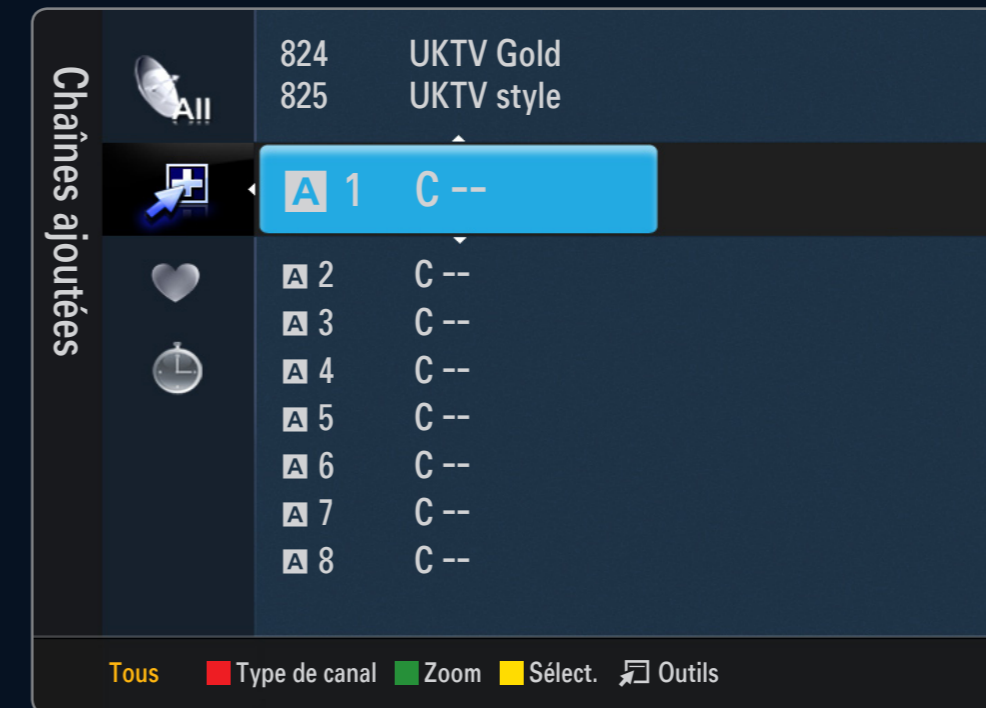 Chaînes ajoutées
All
824 UKTV Gold
825 UKTV style
A 1 C --
A 2 C --
A 3 C --
A 4 C --
A 5 C --
A 6 C --
A 7 C --
A 8 C --
Tous Type de canal Zoom Sélect. Outils